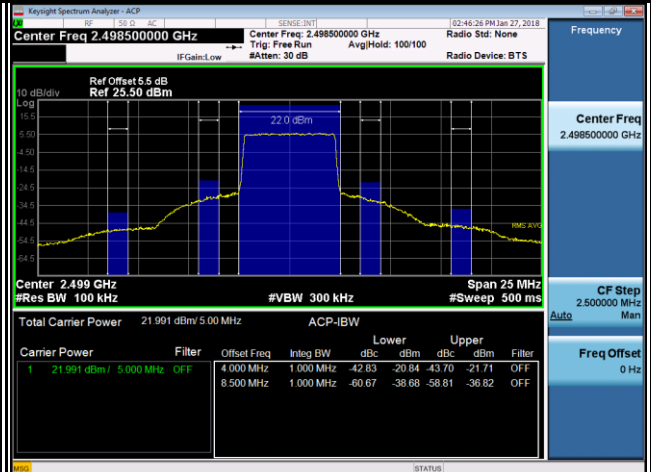 Keysight Spectrum Analyzer - ACP
RF 50 Ω AC SENSE:INT 02:46:26 PM Jan 27, 2018
Center Freq 2.498500000 GHz
Center Freq: 2.498500000 GHz Radio Std: None
Trig: Free Run Avg|Hold: 100/100
IFGain:Low #Atten: 30 dB Radio Device: BTS
Ref Offset 5.5 dB
10 dB/div Ref 25.50 dBm
Log
15.5
5.50
-4.50
-14.5
-24.5
-34.5
-44.5
-54.5
-64.5
22.0 dBm
RMS AVG
Center 2.499 GHz Span 25 MHz
#Res BW 100 kHz #VBW 300 kHz #Sweep 500 ms
Total Carrier Power 21.991 dBm/ 5.00 MHz ACP-IBW
Lower Upper
Carrier Power Filter Offset Freq Integ BW dBc dBm dBc dBm Filter
1 21.991 dBm / 5.000 MHz OFF 4.000 MHz 1.000 MHz -42.83 -20.84 -43.70 -21.71 OFF
8.500 MHz 1.000 MHz -60.67 -38.68 -58.81 -36.82 OFF
MSG STATUS
Frequency
Center Freq
2.498500000 GHz
CF Step
2.500000 MHz
Auto Man
Freq Offset
0 Hz